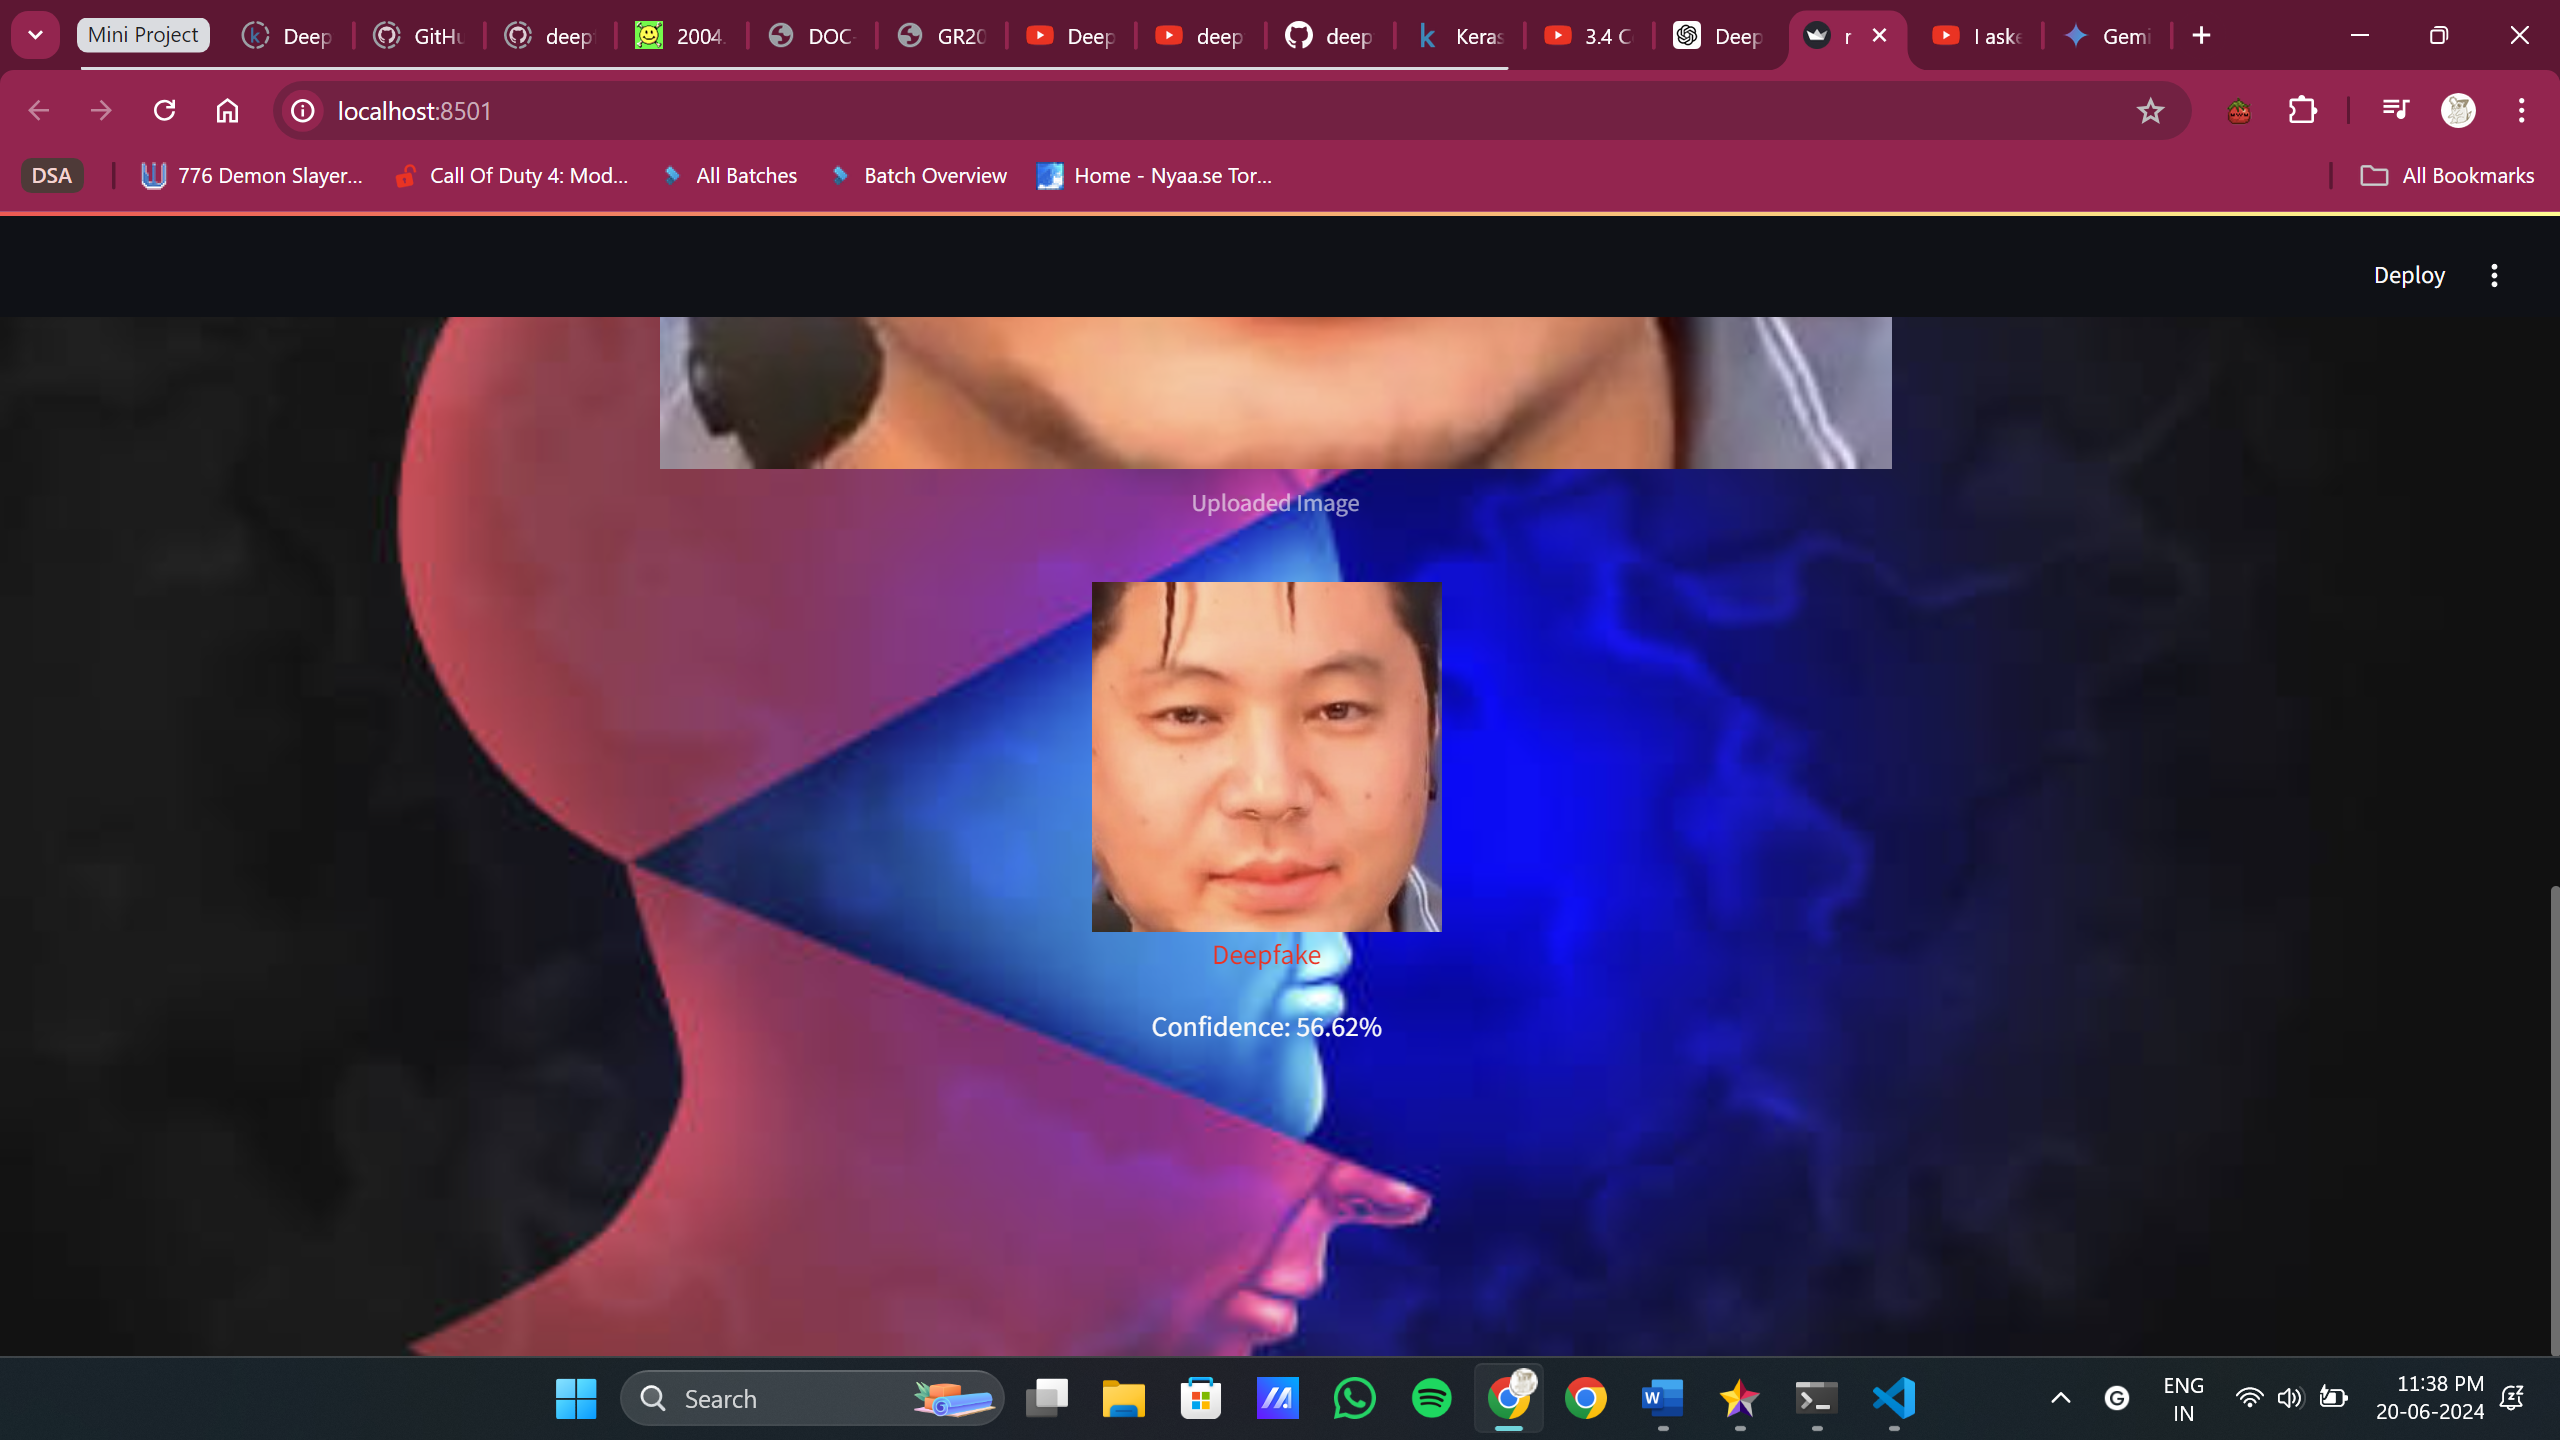 Mini Project Deep GitHu deepf 2004. DOC- GR20 Deep deep deep Keras 3.4 C Deep r I aske Gemi
localhost:8501
DSA 776 Demon Slayer... Call Of Duty 4: Mod... All Batches Batch Overview Home - Nyaa.se Tor... All Bookmarks
Deploy
Uploaded Image
Deepfake
Confidence: 56.62%
Search
ENG
IN
11:38 PM
20-06-2024